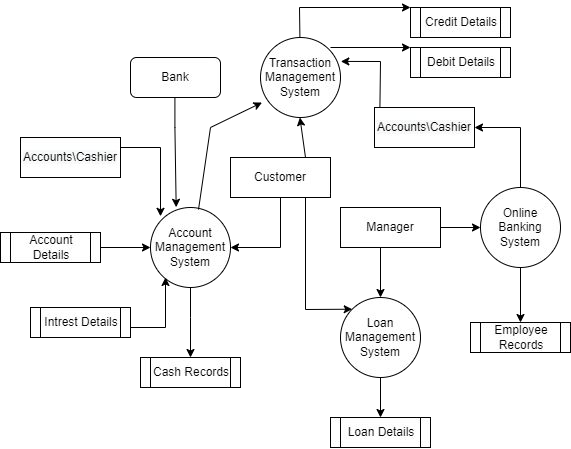 Credit Details
Transaction
Management
System
Debit Details
Bank
Accounts\Cashier
Accounts\Cashier
Customer
Account
Management
System
Manager
Online
Banking
System
Account
Details
Intrest Details
Loan
Management
System
Employee
Records
Cash Records
Loan Details